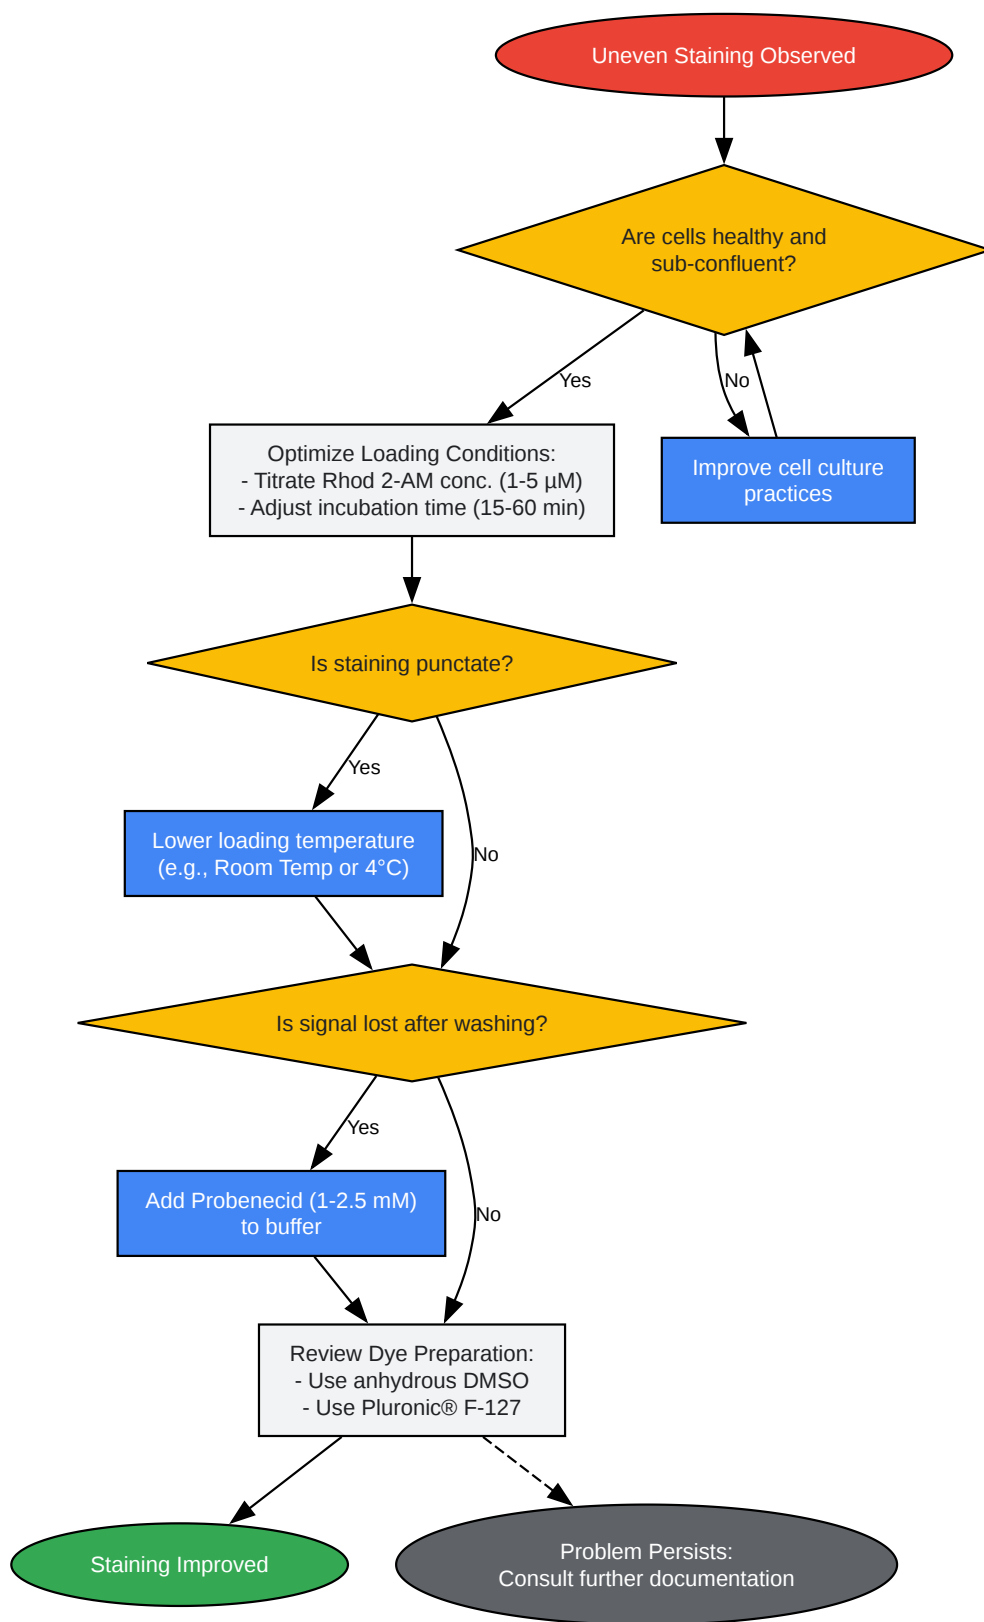 Uneven Staining Observed
Are cells healthy and
sub-confluent?
Yes
No
Optimize Loading Conditions:
- Titrate Rhod 2-AM conc. (1-5 µM)
- Adjust incubation time (15-60 min)
Improve cell culture
practices
Is staining punctate?
Yes
Lower loading temperature
(e.g., Room Temp or 4°C)
No
Is signal lost after washing?
Yes
Add Probenecid (1-2.5 mM)
to buffer
No
Review Dye Preparation:
- Use anhydrous DMSO
- Use Pluronic® F-127
Staining Improved
Problem Persists:
Consult further documentation